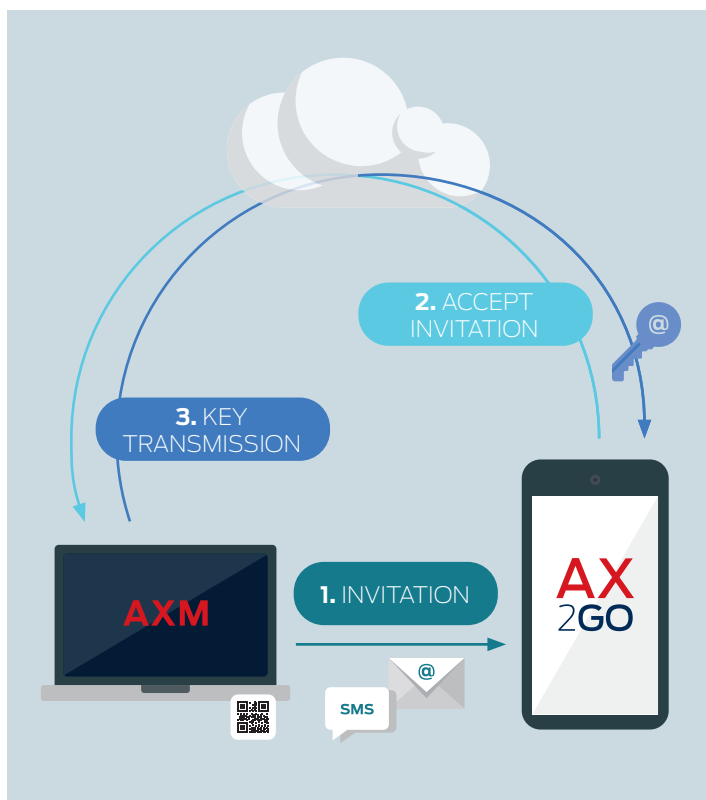 2. ACCEPT
INVITATION
@
3. KEY
TRANSMISSION
1. INVITATION
AXM
AX
2GO
@
SMS